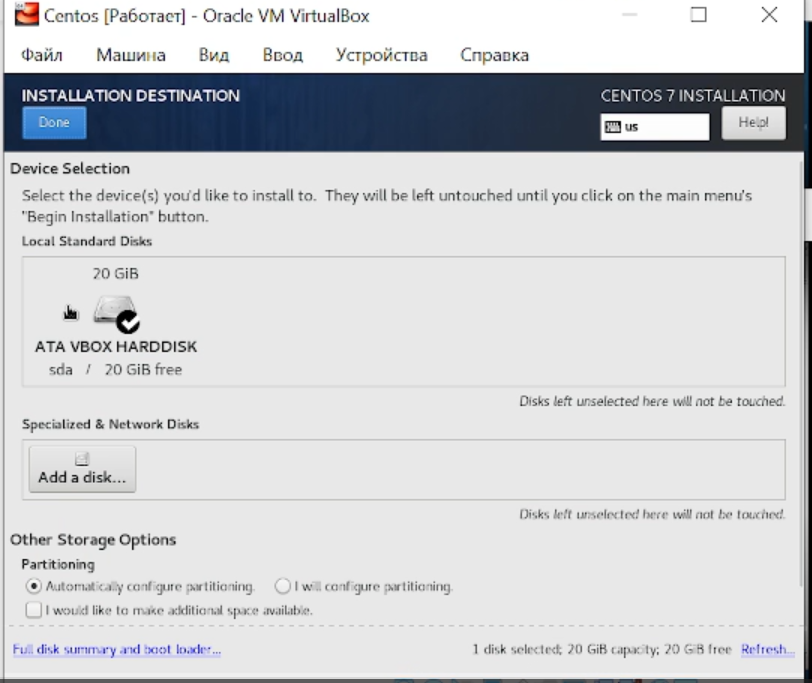 Centos [Работает] - Oracle VM VirtualBox
Файл Машина Вид Ввод Устройства Справка
INSTALLATION DESTINATION
CENTOS 7 INSTALLATION
Done
us
Help!
Device Selection
Select the device(s) you'd like to install to. They will be left untouched until you click on the main menu's
"Begin Installation" button.
Local Standard Disks
20 GiB
ATA VBOX HARDDISK
sda / 20 GiB free
Disks left unselected here will not be touched.
Specialized & Network Disks
Add a disk...
Disks left unselected here will not be touched.
Other Storage Options
Partitioning
Automatically configure partitioning. I will configure partitioning.
I would like to make additional space available.
Full disk summary and boot loader... 1 disk selected; 20 GiB capacity; 20 GiB free Refresh...